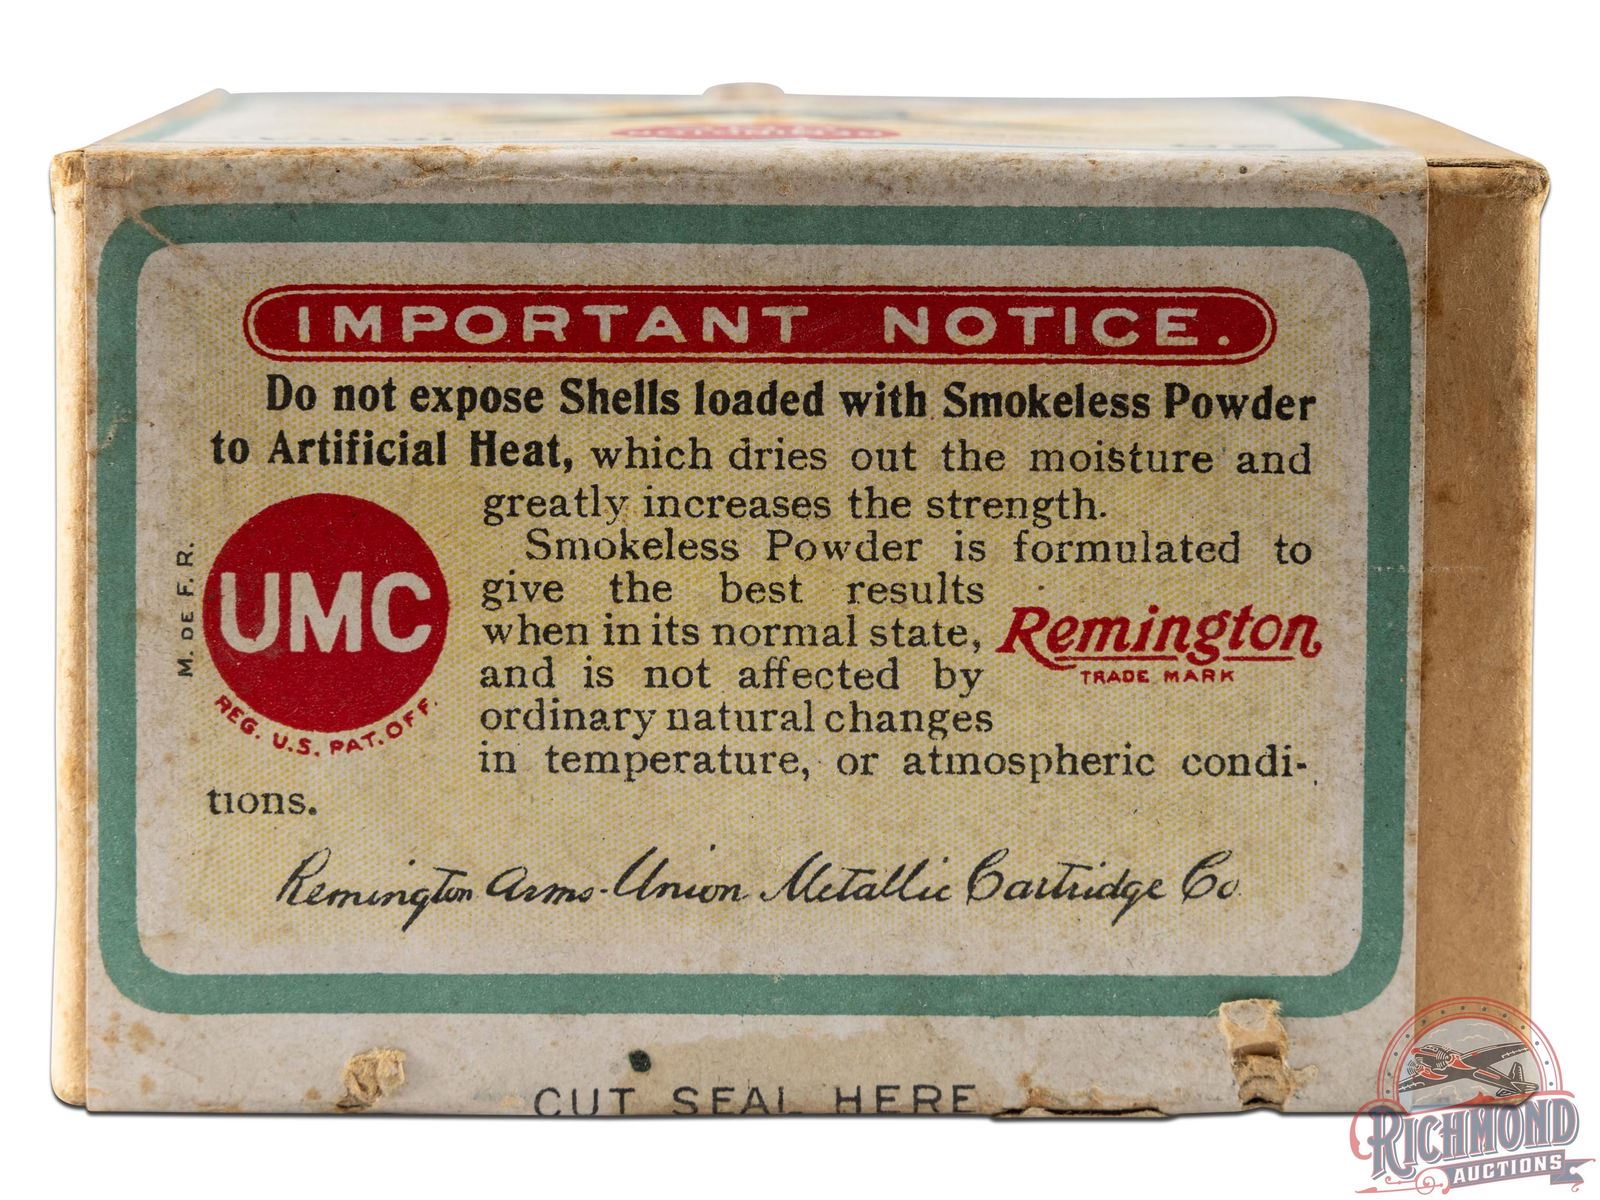 REMINGTON
IMPORTANT NOTICE.
Do not expose Shells loaded with Smokeless Powder
to Artificial Heat, which dries out the moisture and
greatly increases the strength.
Smokeless Powder is formulated to
give the best results
when in its normal state,
and is not affected by
ordinary natural changes
in temperature, or atmospheric condi-
tions.
M. DE F. R.
UMC
REG. U.S. PAT. OFF.
Remington,
TRADE MARK
Remington Arms-Union Metallic Cartridge Co.
CUT SEAL HERE
RICHMOND
AUCTIONS